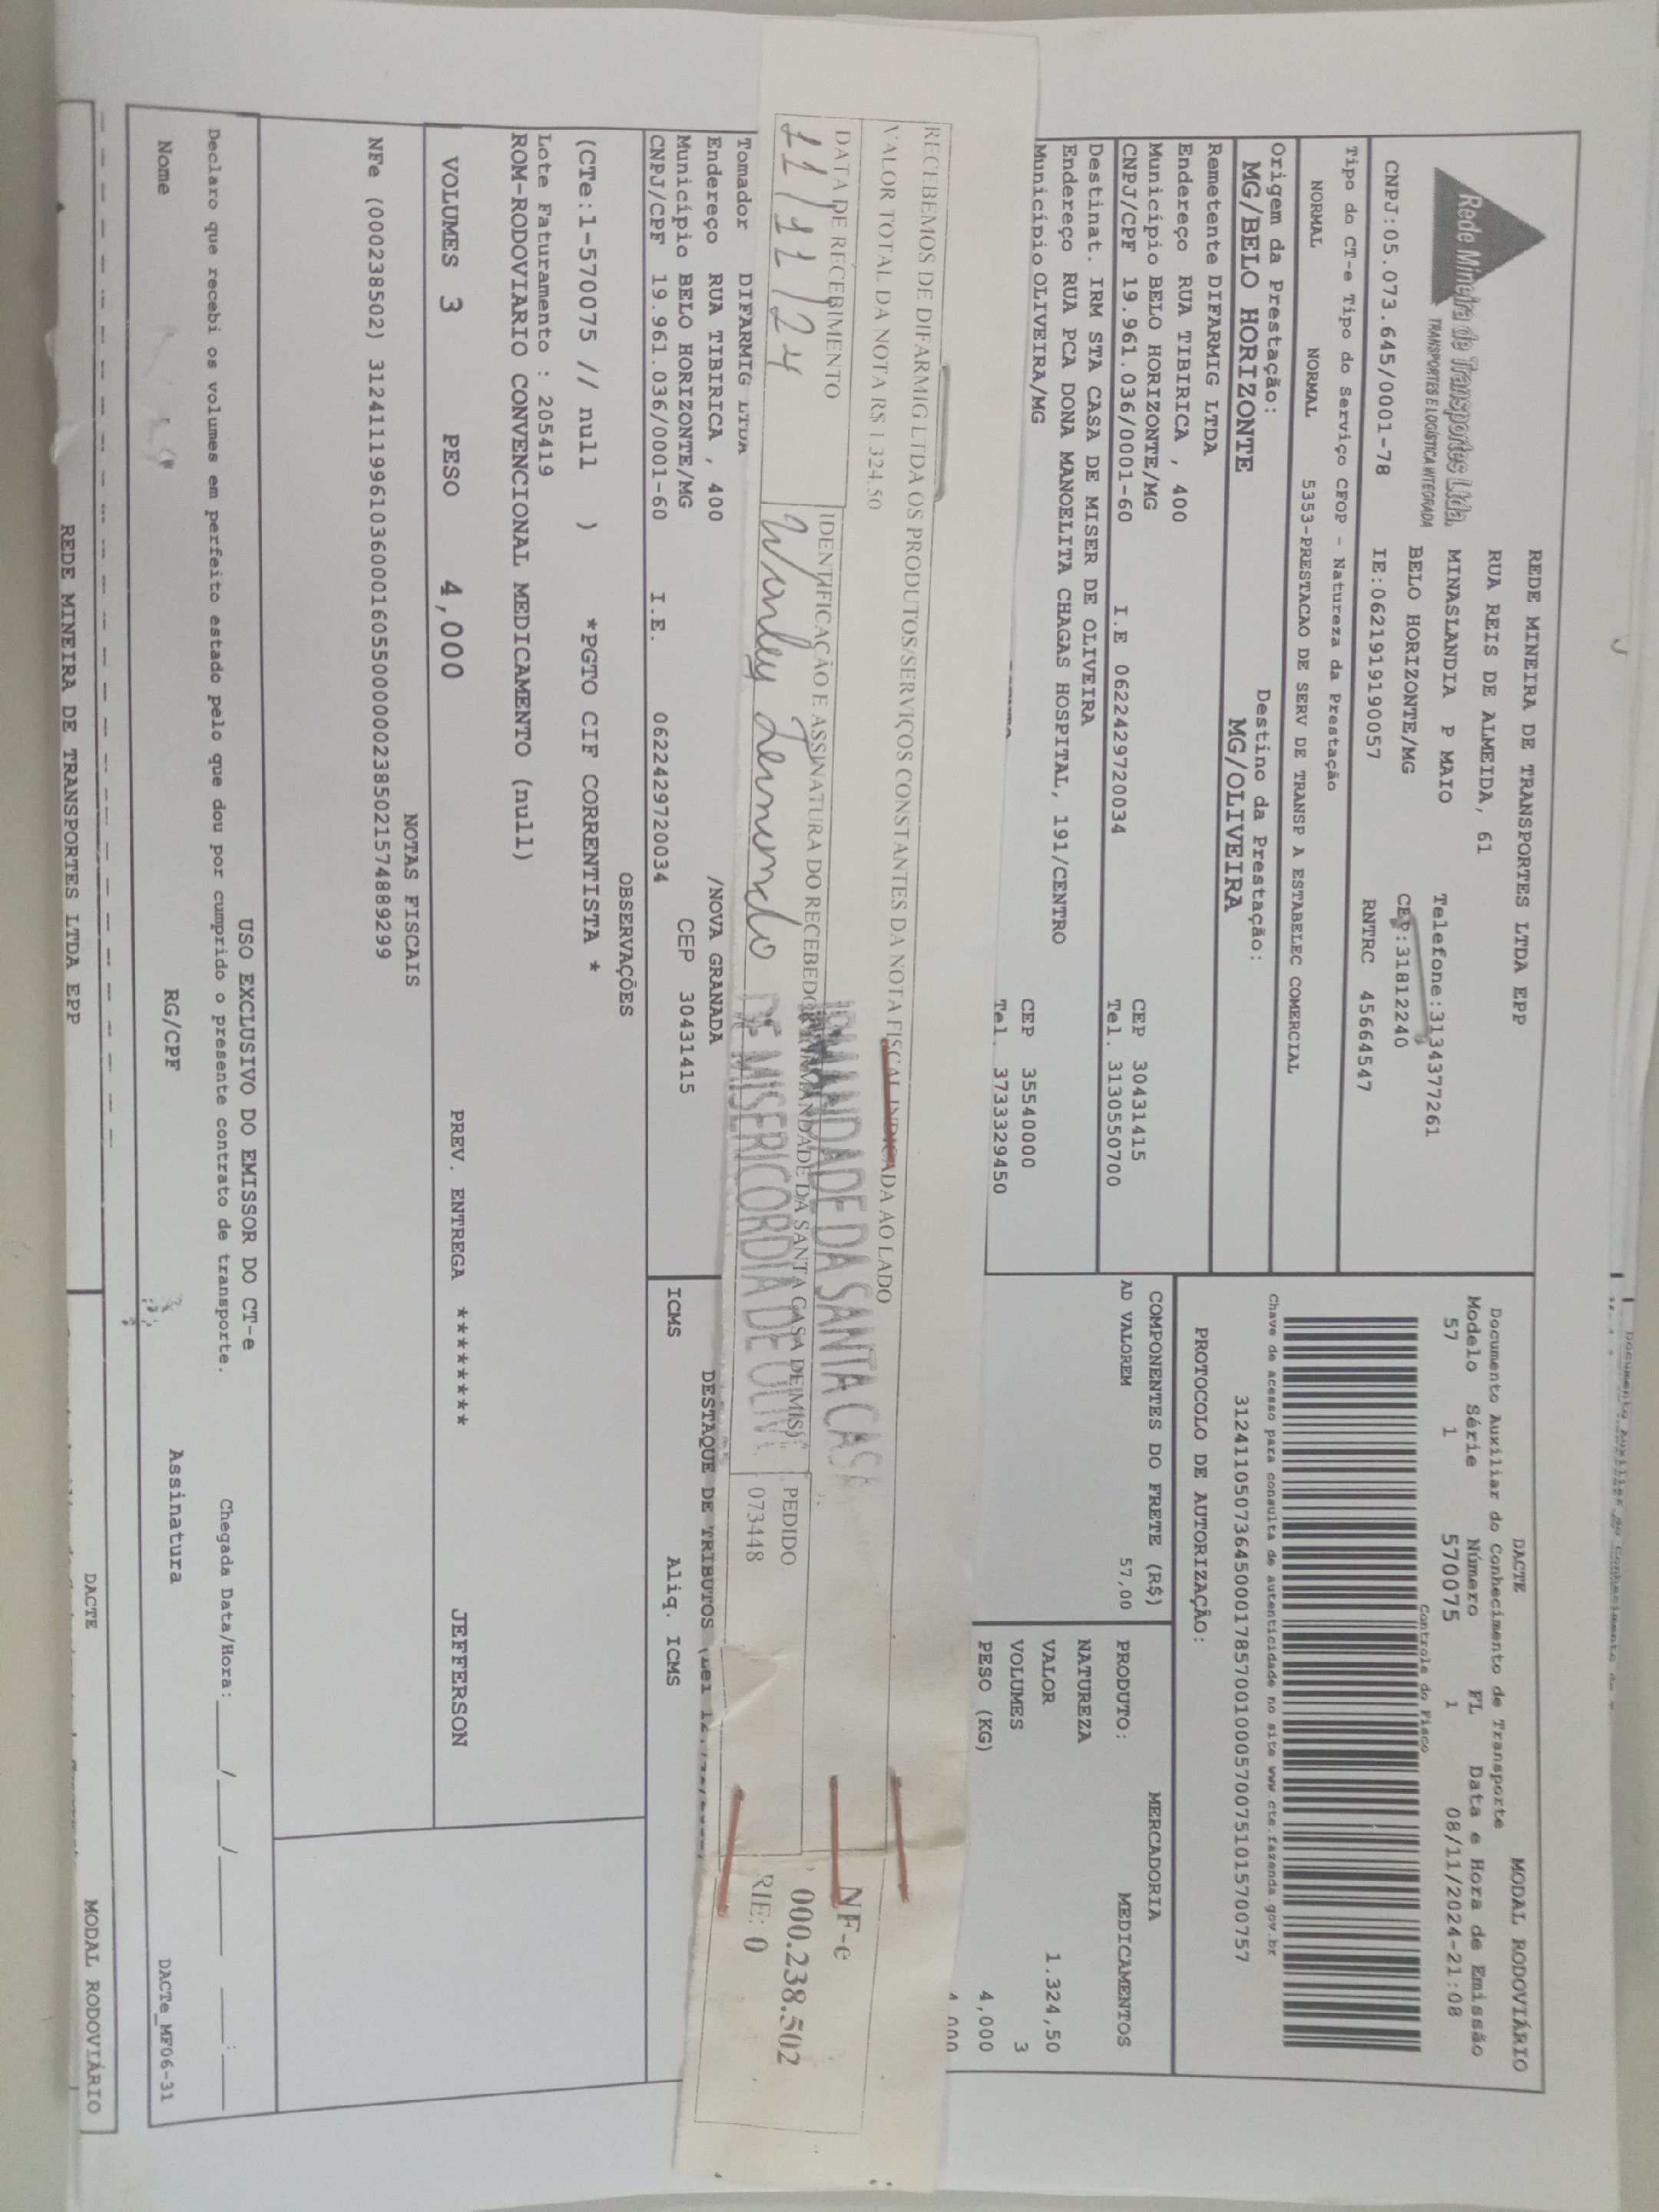 Rede Mineira de Transportes Ltda.
TRANSPORTES E LOGÍSTICA INTEGRADA
REDE MINEIRA DE TRANSPORTES LTDA EPP
RUA REIS DE ALMEIDA, 61
MINASLANDIA P MAIO
BELO HORIZONTE/MG
Telefone:3134377261
CEP:31812240
CNPJ:05.073.645/0001-78 IE:0621919190057 RNTRC 45664547
DACTE MODAL RODOVIÁRIO
Documento Auxiliar do Conhecimento de Transporte
Modelo Série Número FL Data e Hora de Emissão
57 1 570075 1 08/11/2024-21:08
Controle do Fisco
Tipo do CT-e Tipo do Serviço CFOP - Natureza da Prestação
NORMAL NORMAL 5353-PRESTACAO DE SERV DE TRANSP A ESTABELEC COMERCIAL
Chave de acesso para consulta de autenticidade no site www.cte.fazenda.gov.br
31241105073645000178570010005700751015700757
Origem da Prestação: Destino da Prestação:
MG/BELO HORIZONTE MG/OLIVEIRA
PROTOCOLO DE AUTORIZAÇÃO:
Remetente DIFARMIG LTDA
Endereço RUA TIBIRICA , 400
Município BELO HORIZONTE/MG CEP 30431415
CNPJ/CPF 19.961.036/0001-60 I.E 0622429720034 Tel. 3130550700
COMPONENTES DO FRETE (R$)
AD VALOREM 57,00
MERCADORIA
PRODUTO: MEDICAMENTOS
NATUREZA
VALOR 1.324,50
VOLUMES 3
PESO (KG) 4,000
4,000
Destinat. IRM STA CASA DE MISER DE OLIVEIRA
Endereço RUA PCA DONA MANOELITA CHAGAS HOSPITAL, 191/CENTRO
Município OLIVEIRA/MG CEP 35540000
Tel. 3733329450
RECEBEMOS DE DIFARMIG LTDA OS PRODUTOS/SERVIÇOS CONSTANTES DA NOTA FISCAL INDICADA AO LADO
VALOR TOTAL DA NOTA R$ 1.324,50
DATA DE RECEBIMENTO IDENTIFICAÇÃO E ASSINATURA DO RECEBEDOR
(IRMANDADE DA SANTA CASA DE MIS)
PEDIDO
073448
11/11/24
IRMANDADE DA SANTA CAS
DE MISERICORDIA DE OLIVE
NF-e
000.238.502
RIE: 0
Tomador DIFARMIG LTDA
Endereço RUA TIBIRICA , 400 /NOVA GRANADA
Município BELO HORIZONTE/MG CEP 30431415
CNPJ/CPF 19.961.036/0001-60 I.E. 0622429720034
DESTAQUE DE TRIBUTOS (Lei
ICMS Aliq. ICMS
OBSERVAÇÕES
(CTe:1-570075 // null ) *PGTO CIF CORRENTISTA *
Lote Faturamento : 205419
ROM-RODOVIARIO CONVENCIONAL MEDICAMENTO (null)
VOLUMES 3 PESO 4,000 PREV. ENTREGA ******** JEFFERSON
NOTAS FISCAIS
NFe (000238502) 31241119961036000160550000002385021574889299
USO EXCLUSIVO DO EMISSOR DO CT-e
Declaro que recebi os volumes em perfeito estado pelo que dou por cumprido o presente contrato de transporte. Chegada Data/Hora:____/____/____ ____:____
Nome RG/CPF Assinatura
DACTe_MF06-31
REDE MINEIRA DE TRANSPORTES LTDA EPP DACTE MODAL RODOVIÁRIO